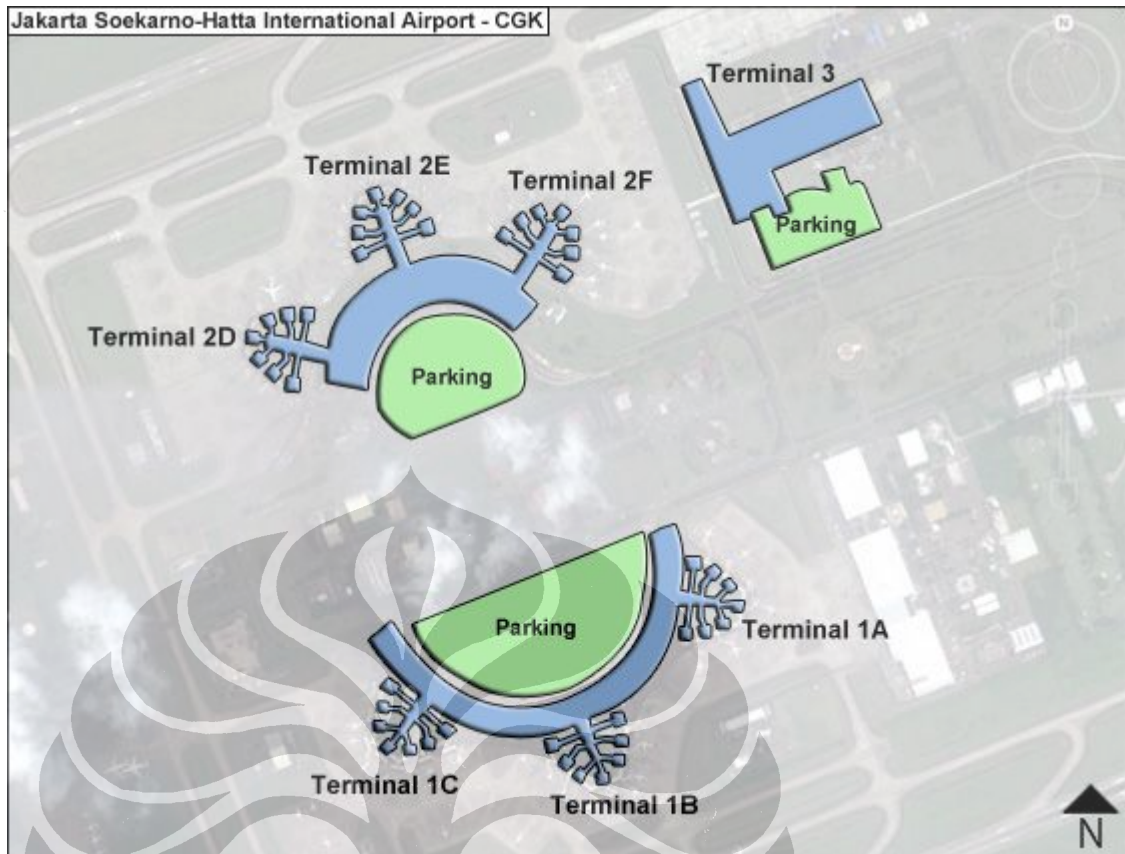 Jakarta Soekarno-Hatta International Airport - CGK
N
Terminal 3
Terminal 2E
Terminal 2F
Parking
Terminal 2D
Parking
Parking
Terminal 1A
Terminal 1C
Terminal 1B
N